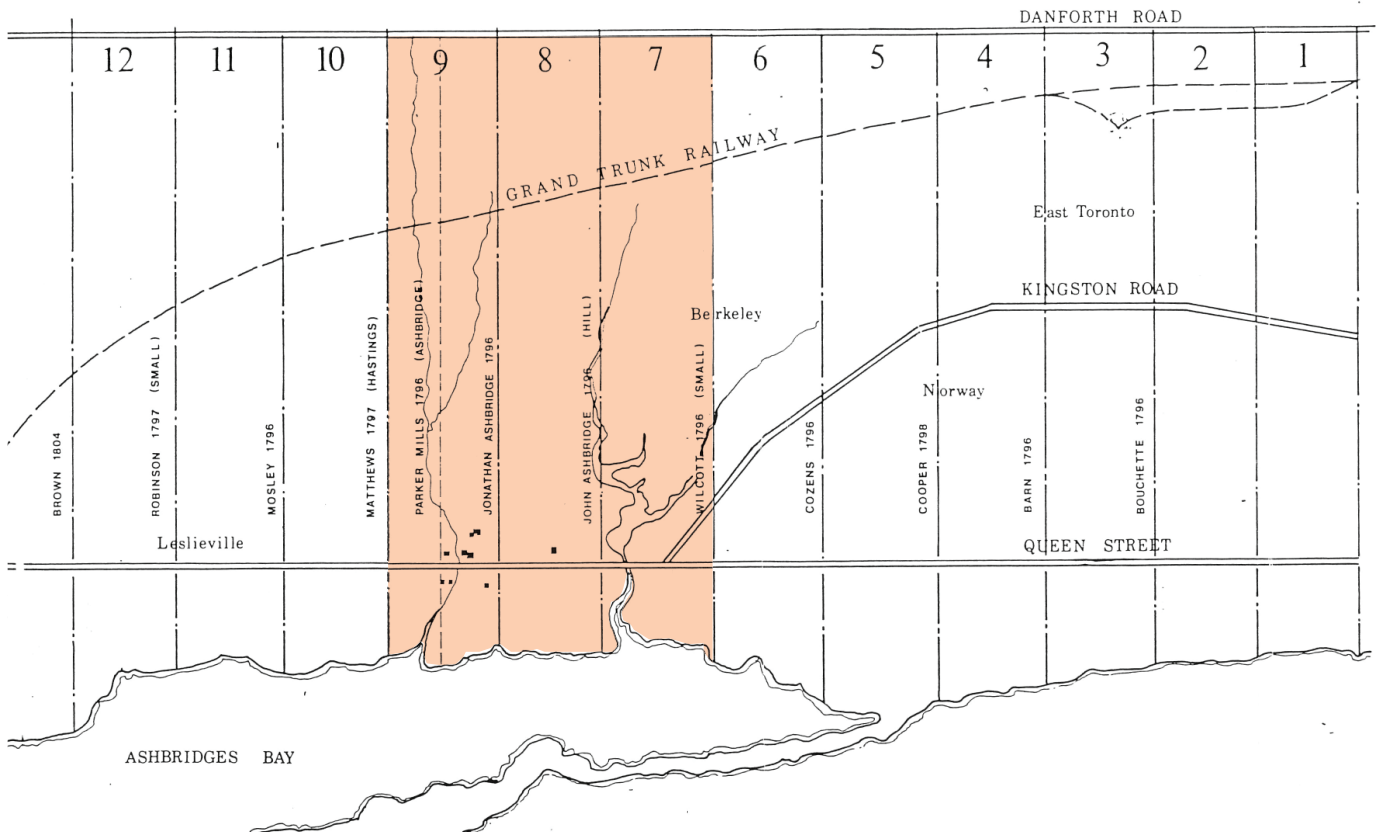 DANFORTH ROAD
12 11 10 9 8 7 6 5 4 3 2 1
GRAND TRUNK RAILWAY
East Toronto
KINGSTON ROAD
Berkeley
Norway
BROWN 1804
ROBINSON 1797 (SMALL)
MOSLEY 1796
MATTHEWS 1797 (HASTINGS)
PARKER MILLS 1796 (ASHBRIDGE)
JONATHAN ASHBRIDGE 1796
JOHN ASHBRIDGE 1796 (HILL)
WILCOTT 1796 (SMALL)
COZENS 1796
COOPER 1798
BARN 1796
BOUCHETTE 1796
Leslieville
QUEEN STREET
ASHBRIDGES BAY